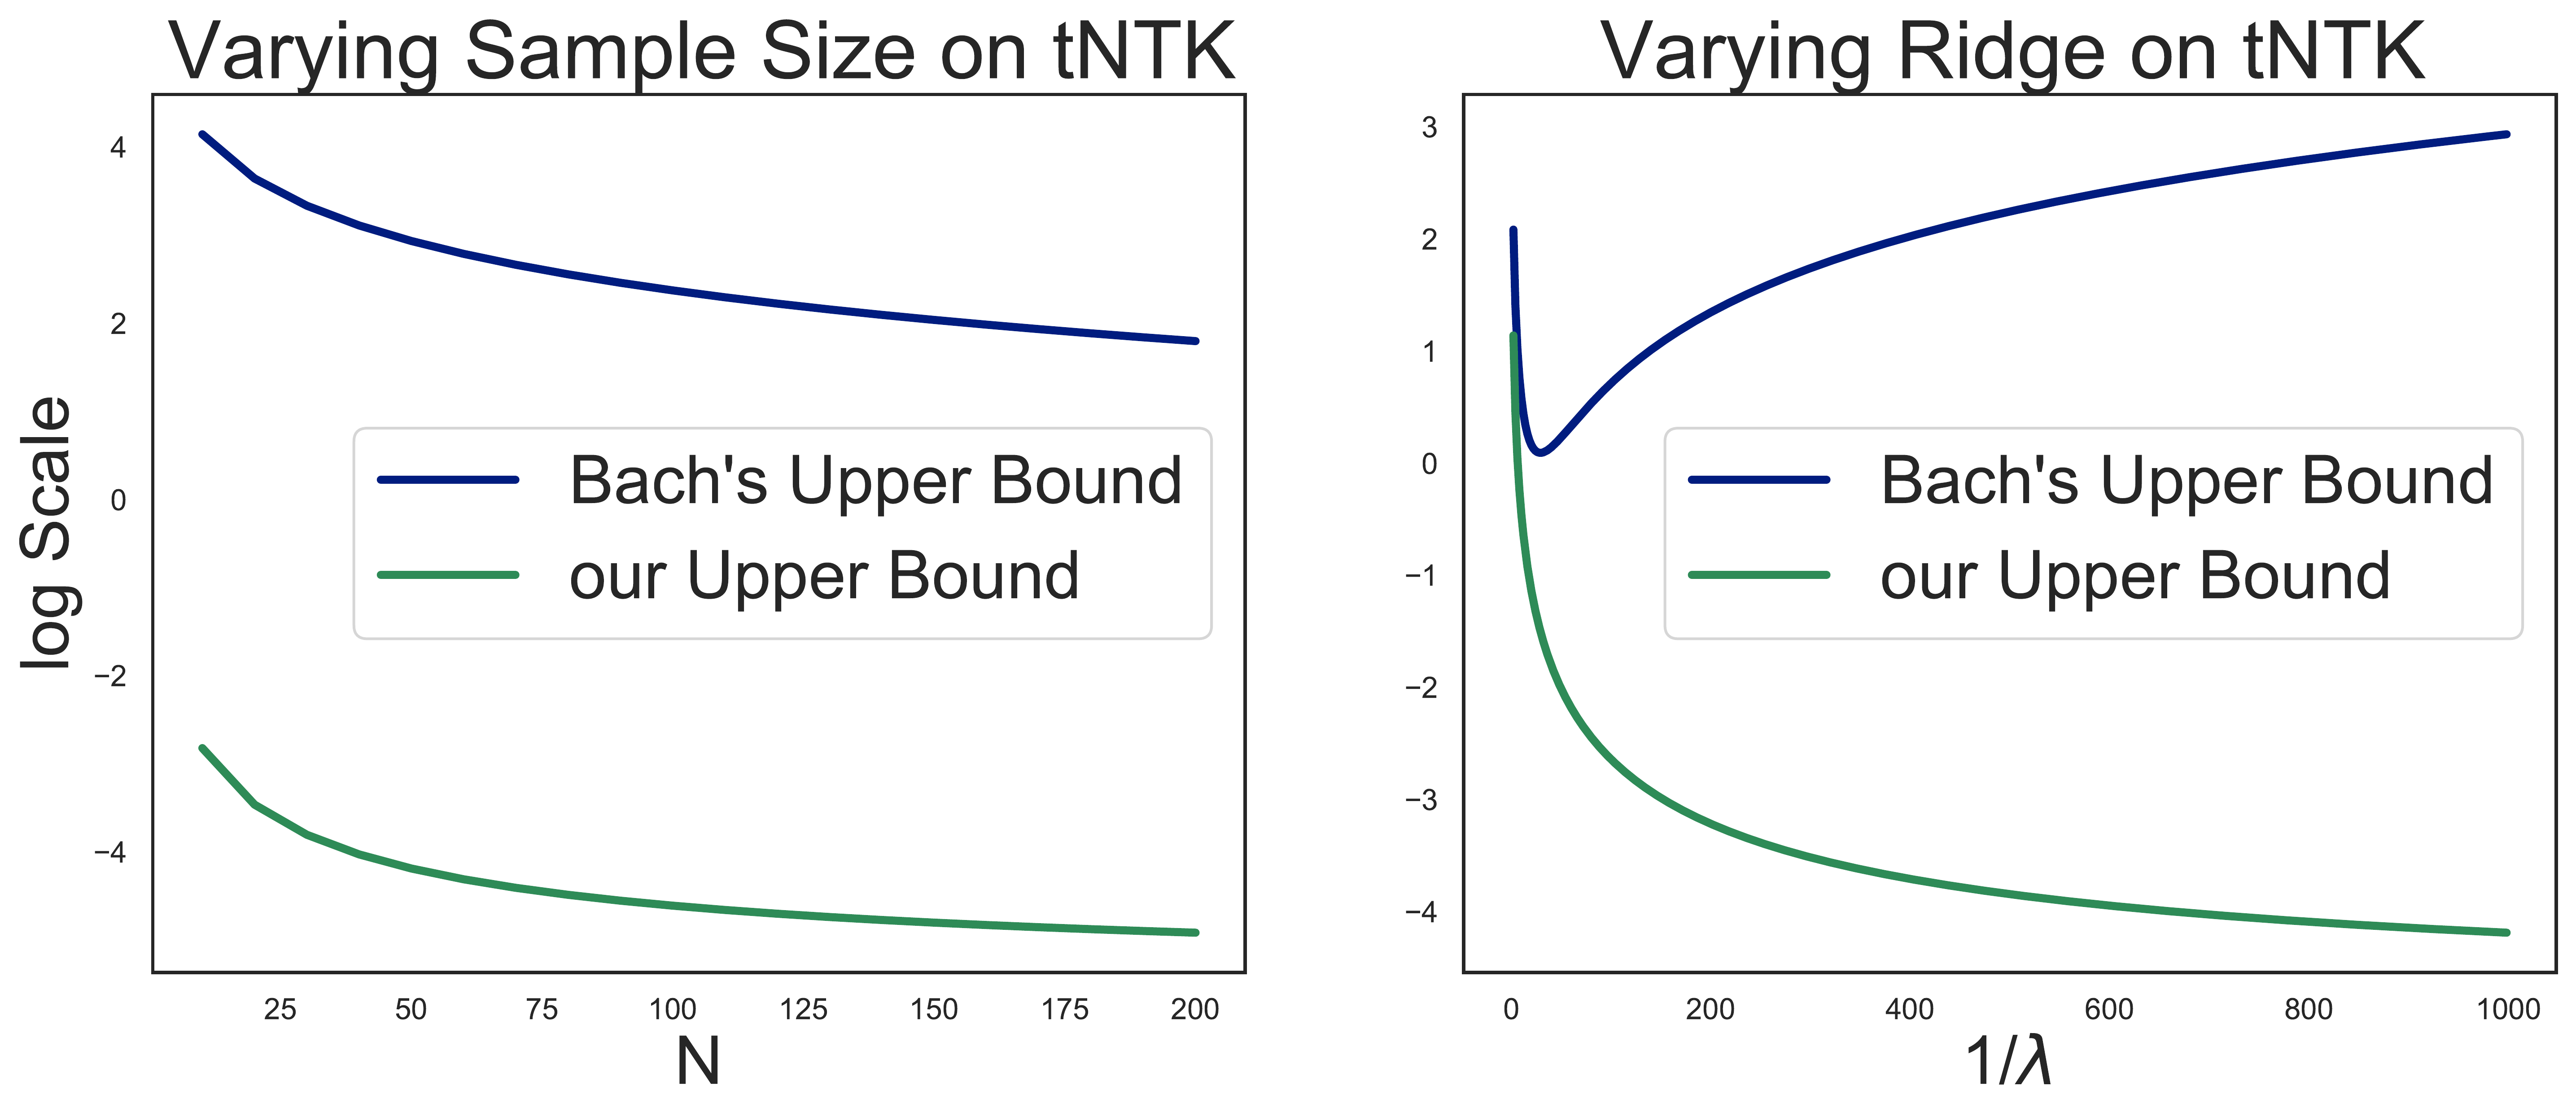 Varying Sample Size on tNTK
log Scale
4
2
0
−2
−4
Bach's Upper Bound
our Upper Bound
25 50 75 100 125 150 175 200
N
Varying Ridge on tNTK
3
2
1
0
−1
−2
−3
−4
Bach's Upper Bound
our Upper Bound
0 200 400 600 800 1000
1/λ